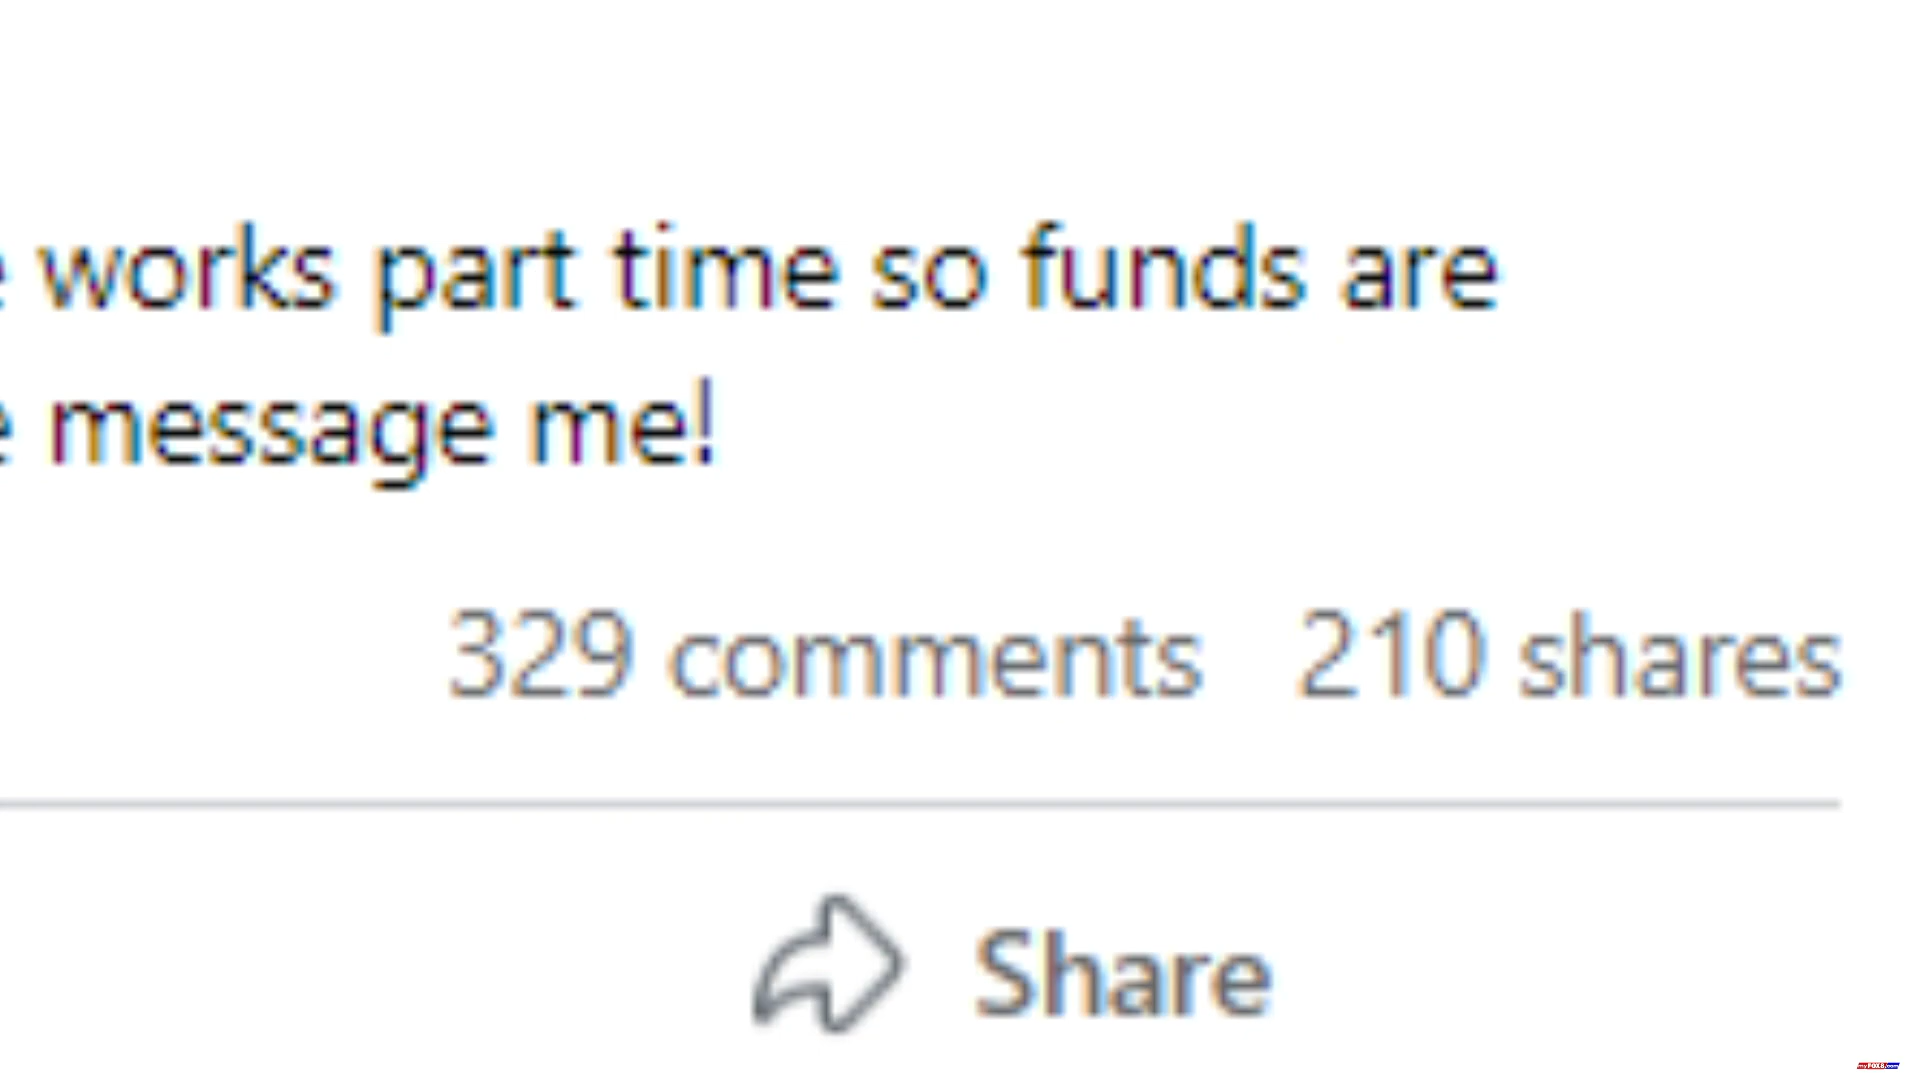 works part time so funds are
message me!
329 comments 210 shares
Share